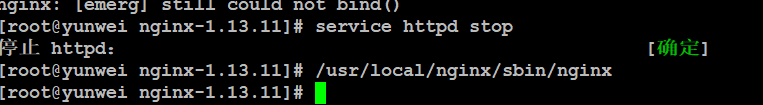 nginx: [emerg] still could not bind()
[root@yunwei nginx-1.13.11]# service httpd stop
停止 httpd: [确定]
[root@yunwei nginx-1.13.11]# /usr/local/nginx/sbin/nginx
[root@yunwei nginx-1.13.11]#